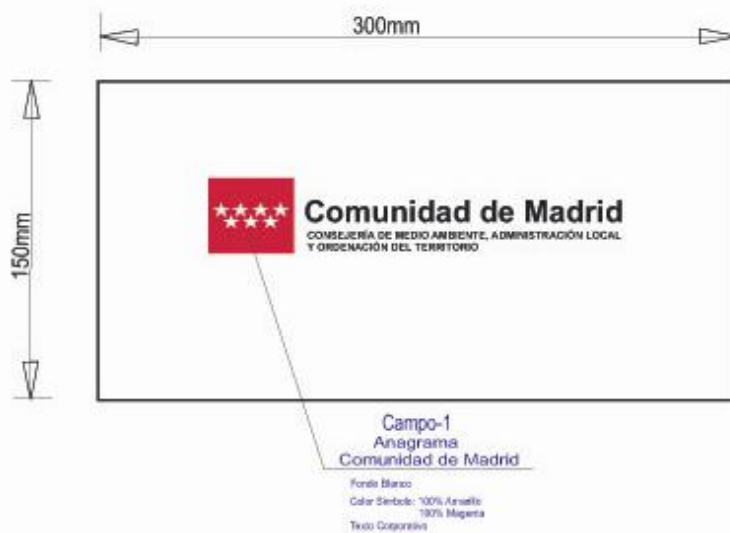 300mm
150mm
Comunidad de Madrid
CONSEJERÍA DE MEDIO AMBIENTE, ADMINISTRACIÓN LOCAL
Y ORDENACIÓN DEL TERRITORIO
Campo-1
Anagrama
Comunidad de Madrid
Fondo Blanco
Color Simbolo: 100% Amarillo
100% Magenta
Texto Corporativo